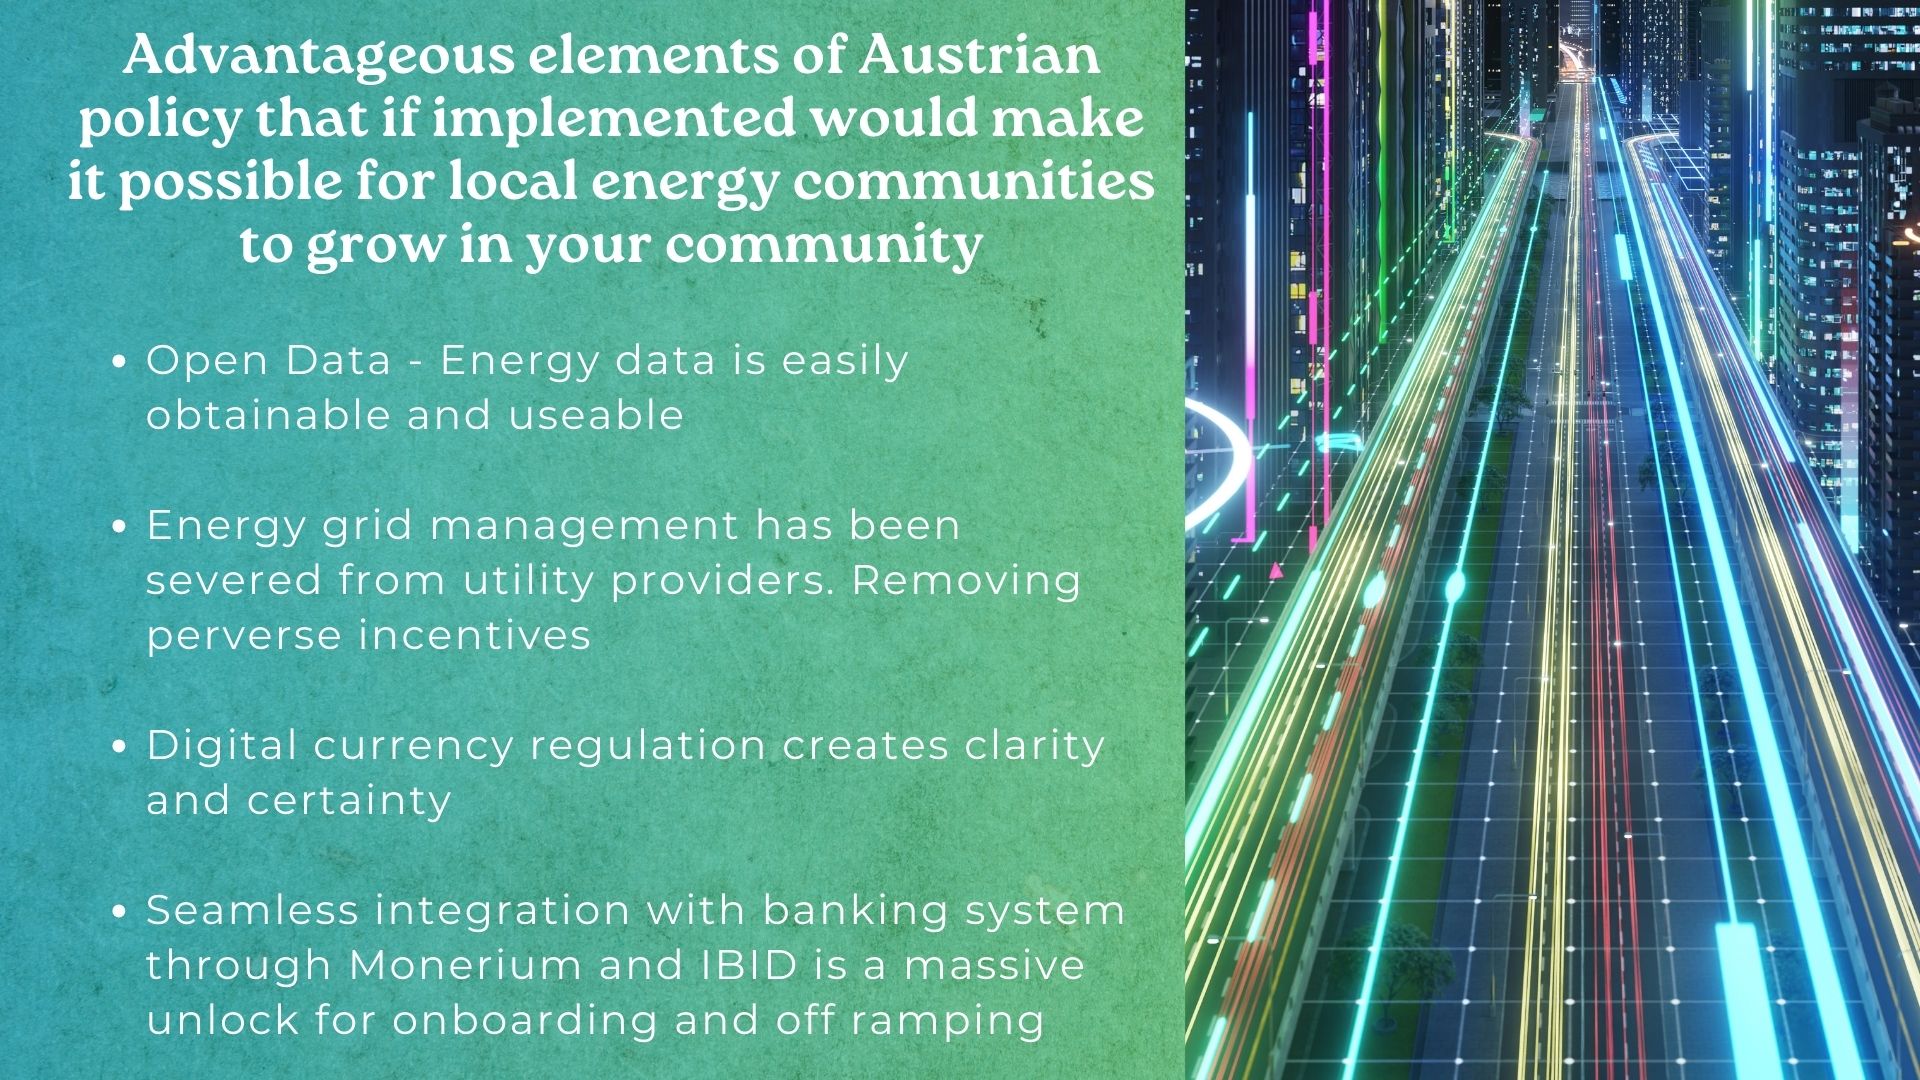 Advantageous elements of Austrian
policy that if implemented would make
it possible for local energy communities
to grow in your community
• Open Data - Energy data is easily
obtainable and useable
• Energy grid management has been
severed from utility providers. Removing
perverse incentives
• Digital currency regulation creates clarity
and certainty
• Seamless integration with banking system
through Monerium and IBID is a massive
unlock for onboarding and off ramping